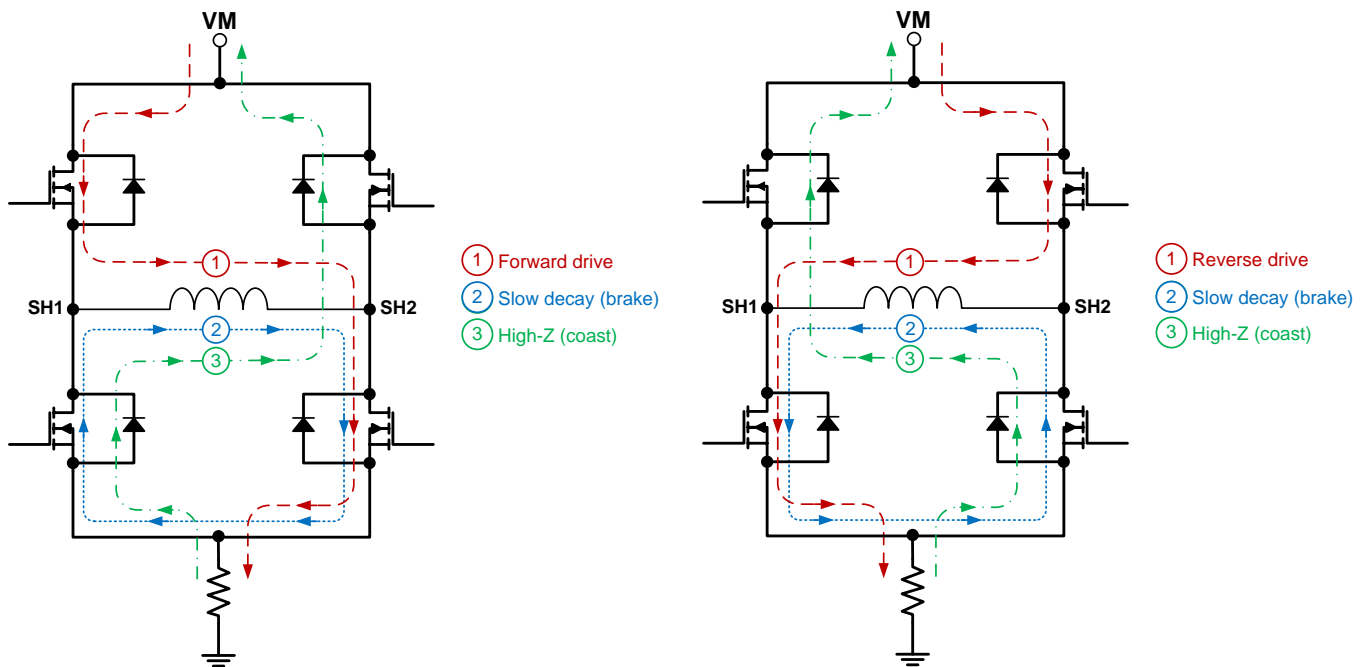 VM
1
1 Forward drive
2 Slow decay (brake)
3 High-Z (coast)
SH1
SH2
2
3
VM
1
1 Reverse drive
2 Slow decay (brake)
3 High-Z (coast)
SH1
SH2
2
3